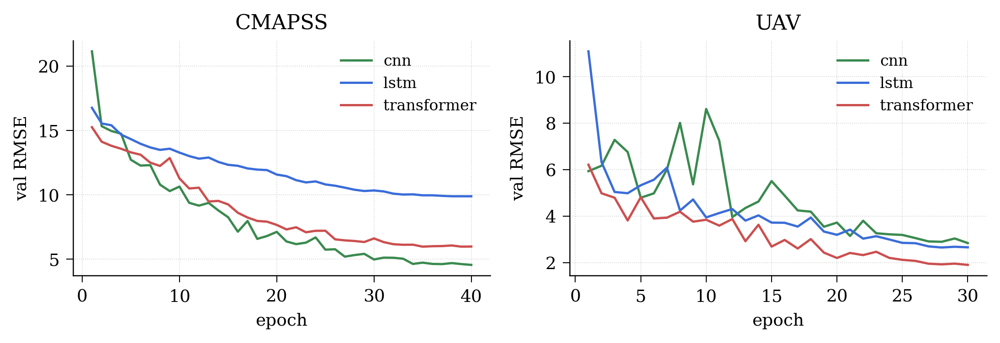 CMAPSS
20
15
10
5
val RMSE
cnn
lstm
transformer
0 10 20 30 40
epoch
UAV
10
8
6
4
2
val RMSE
cnn
lstm
transformer
0 5 10 15 20 25 30
epoch